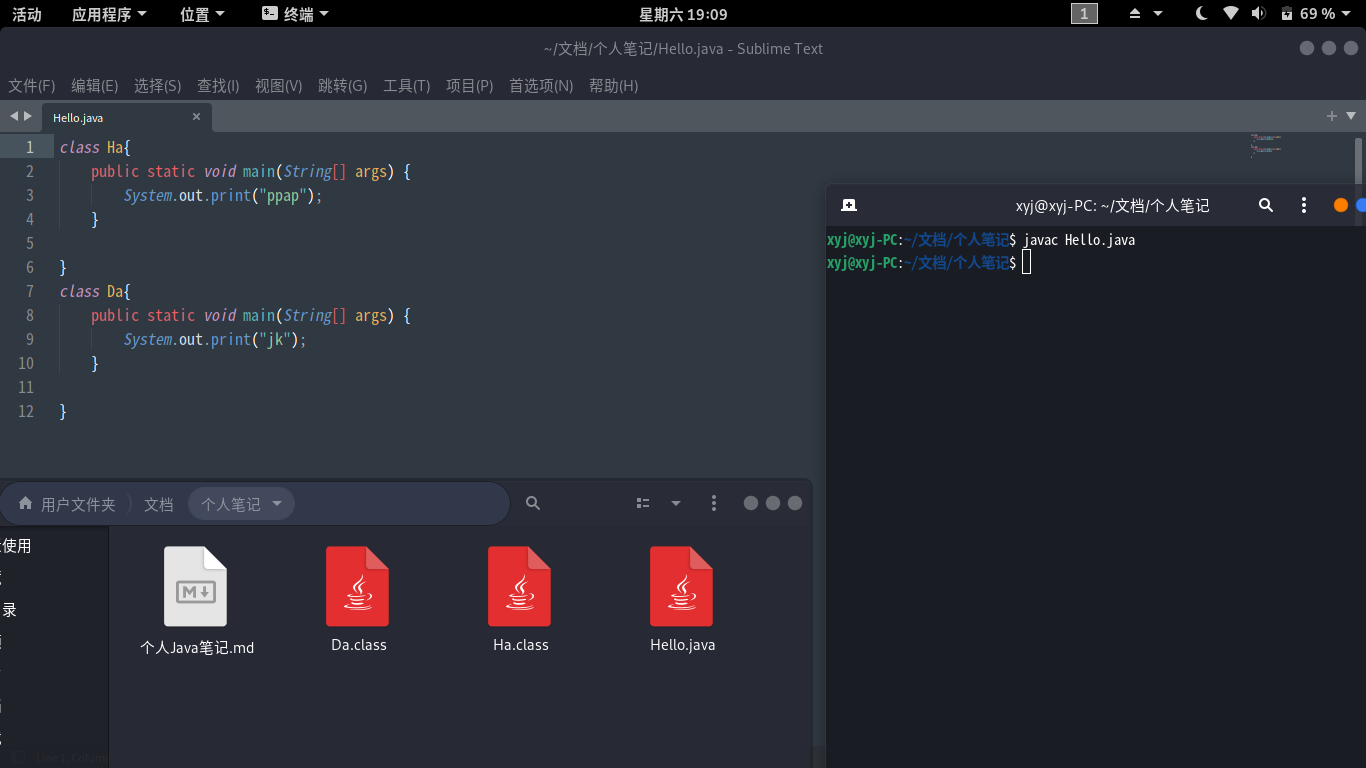 活动 应用程序 位置 终端 星期六 19:09 1 69 %
~/文档/个人笔记/Hello.java - Sublime Text
文件(F) 编辑(E) 选择(S) 查找(I) 视图(V) 跳转(G) 工具(T) 项目(P) 首选项(N) 帮助(H)
Hello.java
1 class Ha{
2 public static void main(String[] args) {
3 System.out.print("ppap");
4 }
5
6 }
7 class Da{
8 public static void main(String[] args) {
9 System.out.print("jk");
10 }
11
12 }
xyj@xyj-PC: ~/文档/个人笔记
xyj@xyj-PC:~/文档/个人笔记$ javac Hello.java
xyj@xyj-PC:~/文档/个人笔记$
用户文件夹 文档 个人笔记
使用
录
个人Java笔记.md
Da.class
Ha.class
Hello.java